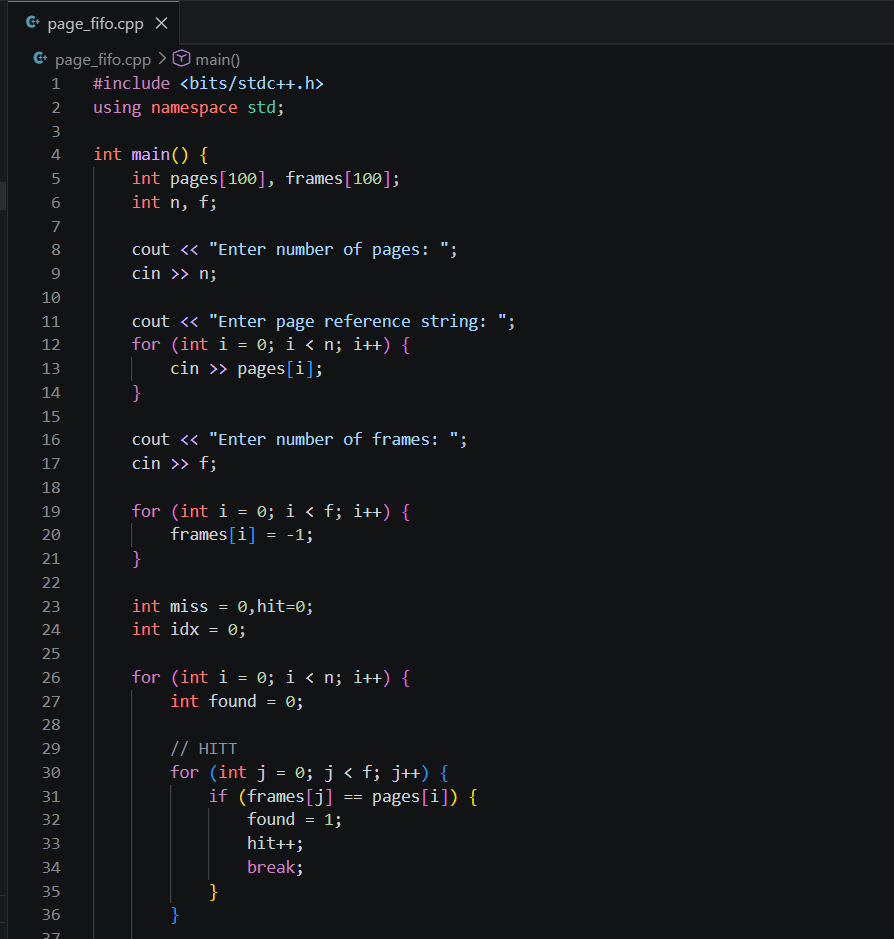 page_fifo.cpp
page_fifo.cpp > main()
1 #include <bits/stdc++.h>
2 using namespace std;
3
4 int main() {
5     int pages[100], frames[100];
6     int n, f;
7
8     cout << "Enter number of pages: ";
9     cin >> n;
10
11     cout << "Enter page reference string: ";
12     for (int i = 0; i < n; i++) {
13         cin >> pages[i];
14     }
15
16     cout << "Enter number of frames: ";
17     cin >> f;
18
19     for (int i = 0; i < f; i++) {
20         frames[i] = -1;
21     }
22
23     int miss = 0,hit=0;
24     int idx = 0;
25
26     for (int i = 0; i < n; i++) {
27         int found = 0;
28
29         // HITT
30         for (int j = 0; j < f; j++) {
31             if (frames[j] == pages[i]) {
32                 found = 1;
33                 hit++;
34                 break;
35             }
36         }
37